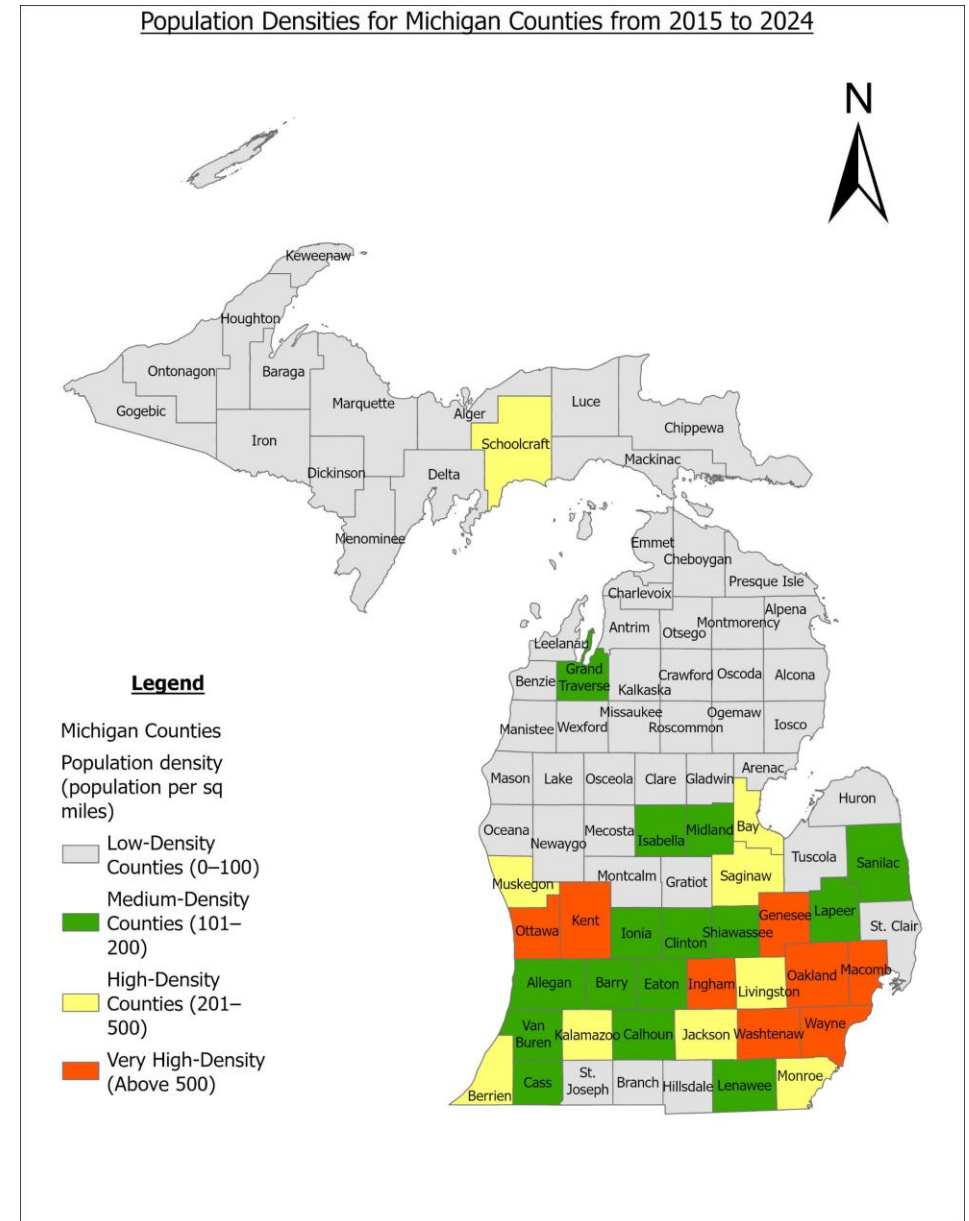 Population Densities for Michigan Counties from 2015 to 2024
N
Keweenaw
Houghton
Ontonagon
Baraga
Gogebic
Marquette
Alger
Luce
Iron
Schoolcraft
Chippewa
Dickinson
Delta
Mackinac
Menominee
Emmet
Cheboygan
Presque Isle
Charlevoix
Alpena
Antrim
Otsego
Montmorency
Leelanau
Grand
Traverse
Benzie
Kalkaska
Crawford
Oscoda
Alcona
Manistee
Wexford
Missaukee
Roscommon
Ogemaw
Iosco
Mason
Lake
Osceola
Clare
Gladwin
Arenac
Huron
Oceana
Newaygo
Mecosta
Isabella
Midland
Bay
Tuscola
Sanilac
Muskegon
Montcalm
Gratiot
Saginaw
Ottawa
Kent
Ionia
Clinton
Shiawassee
Genesee
Lapeer
St. Clair
Allegan
Barry
Eaton
Ingham
Livingston
Oakland
Macomb
Van
Buren
Kalamazoo
Calhoun
Jackson
Washtenaw
Wayne
Berrien
Cass
St.
Joseph
Branch
Hillsdale
Lenawee
Monroe
Legend
Michigan Counties
Population density
(population per sq
miles)
Low-Density
Counties (0–100)
Medium-Density
Counties (101–
200)
High-Density
Counties (201–
500)
Very High-Density
(Above 500)